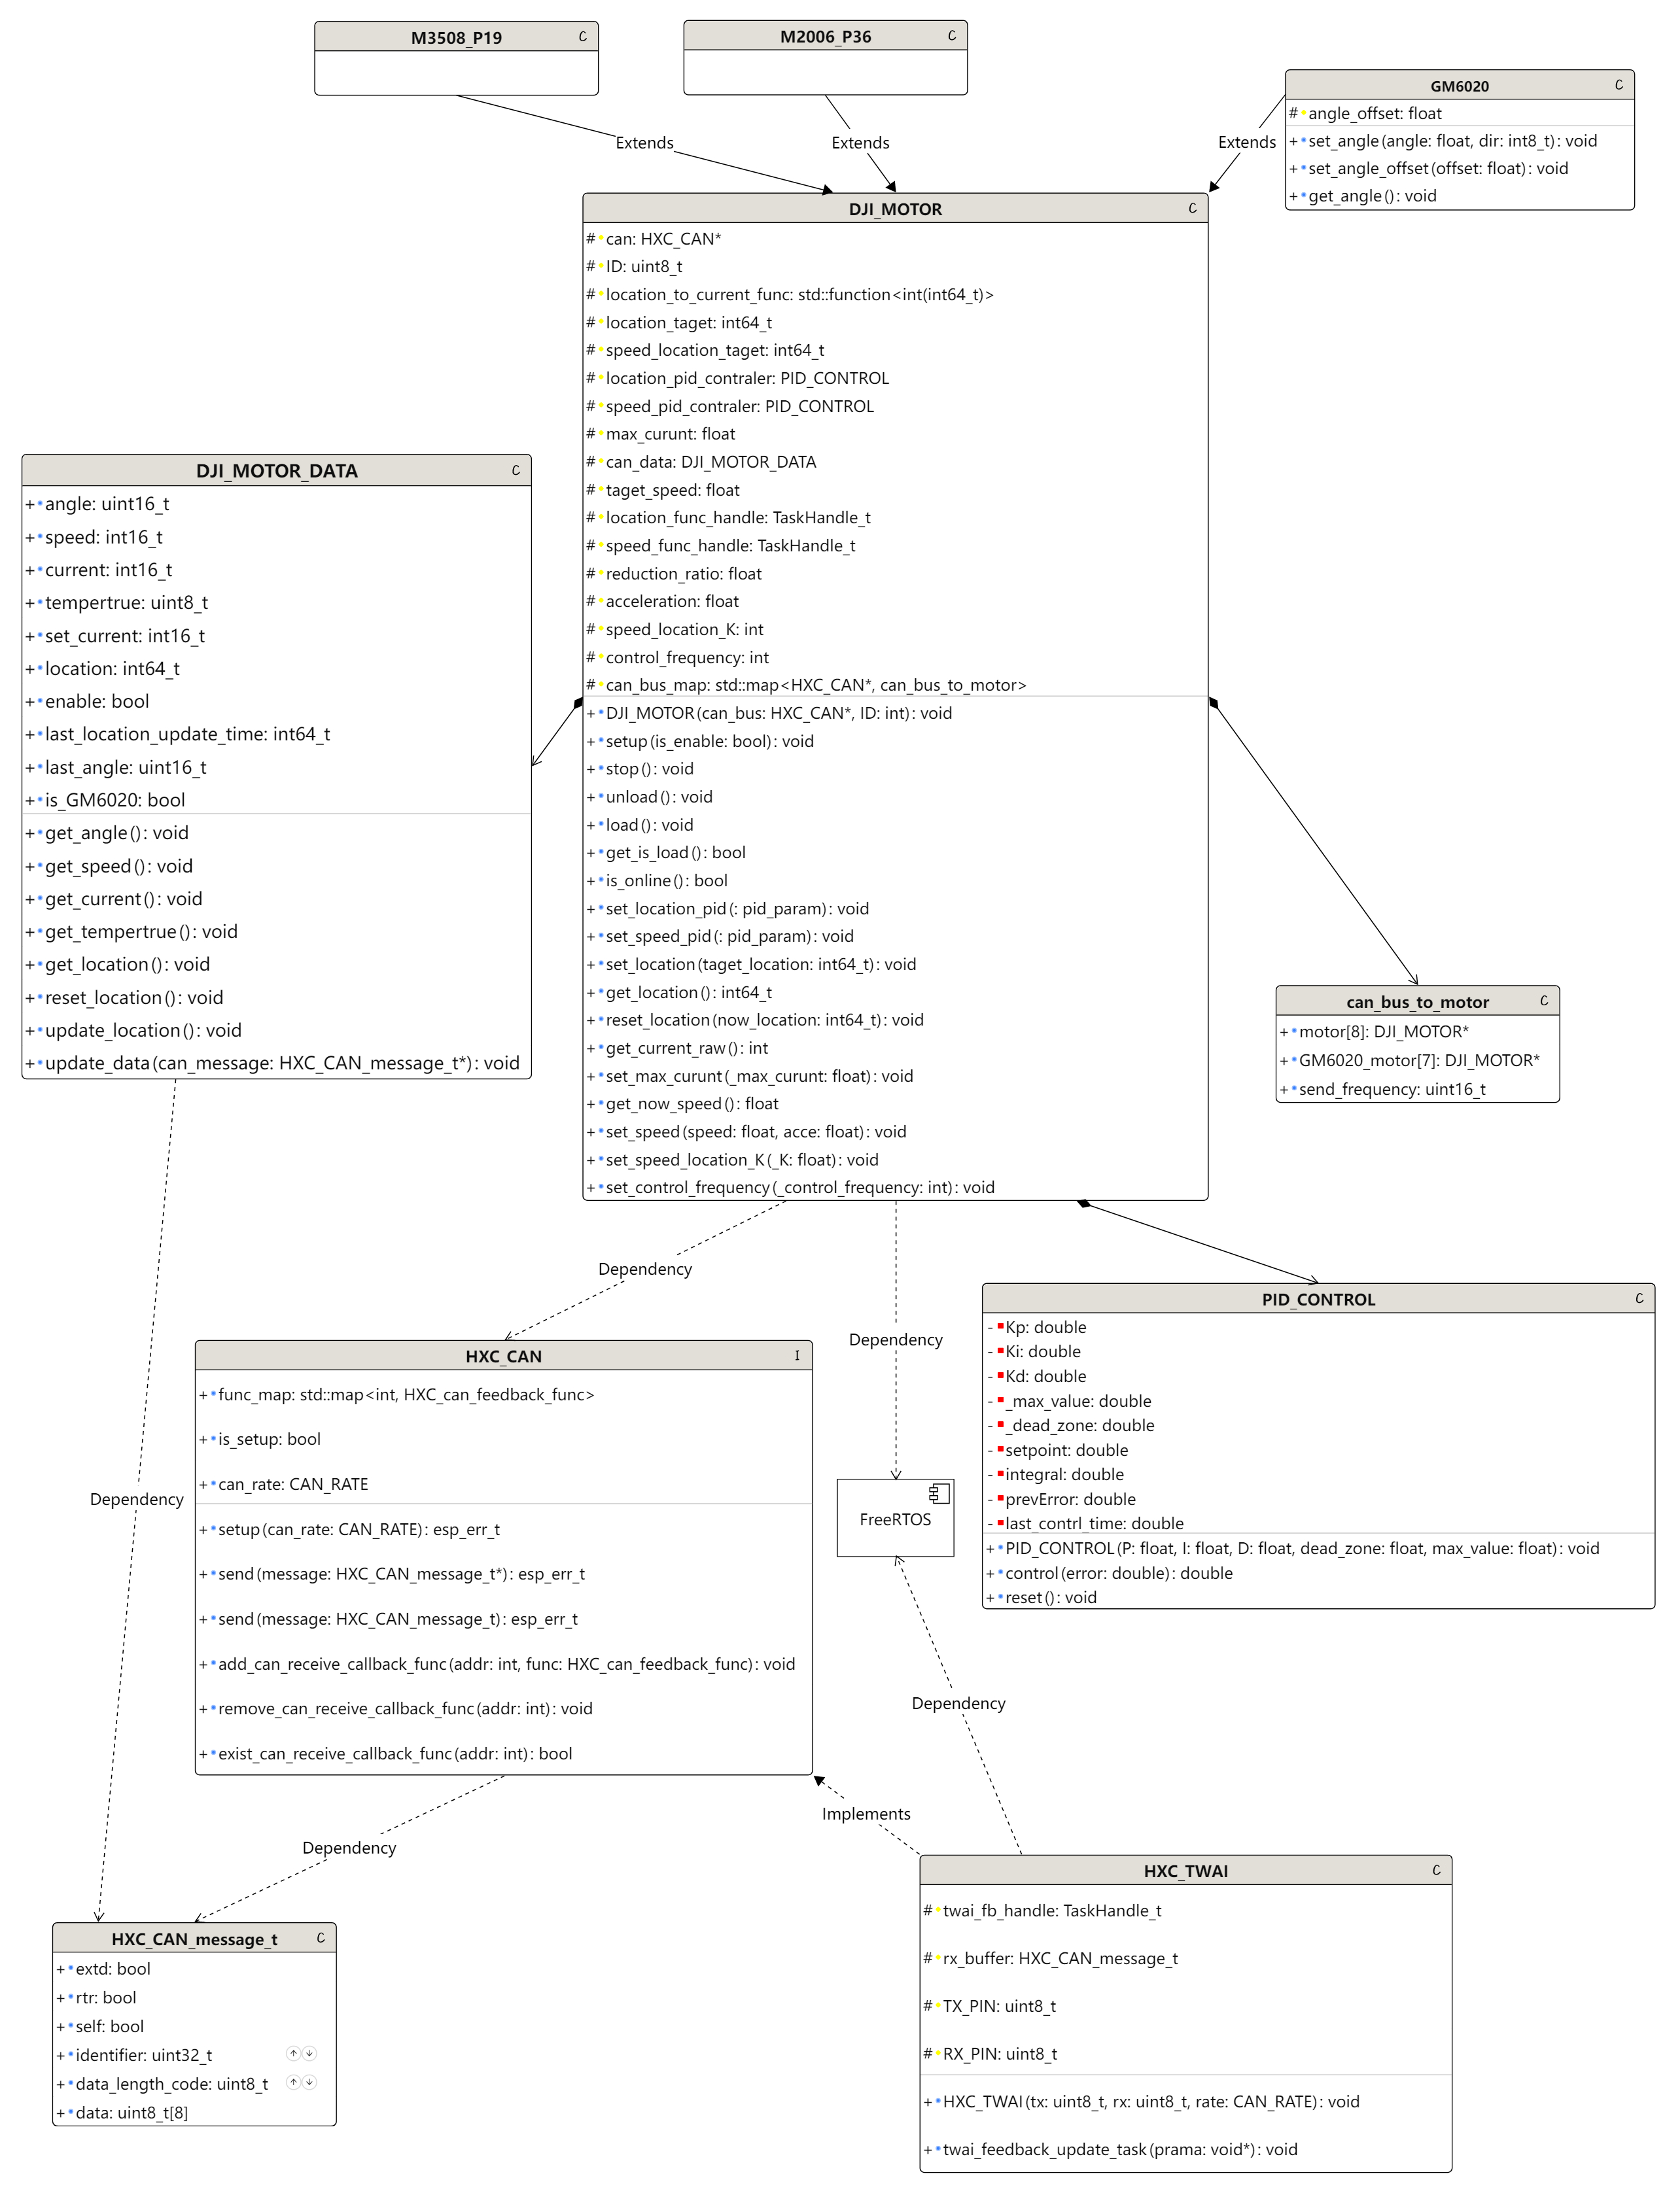 M3508_P19 C
M2006_P36 C
GM6020 C
# angle_offset: float
+ set_angle(angle: float, dir: int8_t): void
+ set_angle_offset(offset: float): void
+ get_angle(): void
Extends
Extends
Extends
DJI_MOTOR C
# can: HXC_CAN*
# ID: uint8_t
# location_to_current_func: std::function<int(int64_t)>
# location_taget: int64_t
# speed_location_taget: int64_t
# location_pid_contraler: PID_CONTROL
# speed_pid_contraler: PID_CONTROL
# max_curunt: float
# can_data: DJI_MOTOR_DATA
# taget_speed: float
# location_func_handle: TaskHandle_t
# speed_func_handle: TaskHandle_t
# reduction_ratio: float
# acceleration: float
# speed_location_K: int
# control_frequency: int
# can_bus_map: std::map<HXC_CAN*, can_bus_to_motor>
+ DJI_MOTOR(can_bus: HXC_CAN*, ID: int): void
+ setup(is_enable: bool): void
+ stop(): void
+ unload(): void
+ load(): void
+ get_is_load(): bool
+ is_online(): bool
+ set_location_pid(: pid_param): void
+ set_speed_pid(: pid_param): void
+ set_location(taget_location: int64_t): void
+ get_location(): int64_t
+ reset_location(now_location: int64_t): void
+ get_current_raw(): int
+ set_max_curunt(_max_curunt: float): void
+ get_now_speed(): float
+ set_speed(speed: float, acce: float): void
+ set_speed_location_K(_K: float): void
+ set_control_frequency(_control_frequency: int): void
DJI_MOTOR_DATA C
+ angle: uint16_t
+ speed: int16_t
+ current: int16_t
+ tempertrue: uint8_t
+ set_current: int16_t
+ location: int64_t
+ enable: bool
+ last_location_update_time: int64_t
+ last_angle: uint16_t
+ is_GM6020: bool
+ get_angle(): void
+ get_speed(): void
+ get_current(): void
+ get_tempertrue(): void
+ get_location(): void
+ reset_location(): void
+ update_location(): void
+ update_data(can_message: HXC_CAN_message_t*): void
can_bus_to_motor C
+ motor[8]: DJI_MOTOR*
+ GM6020_motor[7]: DJI_MOTOR*
+ send_frequency: uint16_t
Dependency
Dependency
Dependency
PID_CONTROL C
- Kp: double
- Ki: double
- Kd: double
- _max_value: double
- _dead_zone: double
- setpoint: double
- integral: double
- prevError: double
- last_contrl_time: double
+ PID_CONTROL(P: float, I: float, D: float, dead_zone: float, max_value: float): void
+ control(error: double): double
+ reset(): void
HXC_CAN I
+ func_map: std::map<int, HXC_can_feedback_func>
+ is_setup: bool
+ can_rate: CAN_RATE
+ setup(can_rate: CAN_RATE): esp_err_t
+ send(message: HXC_CAN_message_t*): esp_err_t
+ send(message: HXC_CAN_message_t): esp_err_t
+ add_can_receive_callback_func(addr: int, func: HXC_can_feedback_func): void
+ remove_can_receive_callback_func(addr: int): void
+ exist_can_receive_callback_func(addr: int): bool
FreeRTOS
Dependency
Implements
Dependency
HXC_CAN_message_t C
+ extd: bool
+ rtr: bool
+ self: bool
+ identifier: uint32_t
+ data_length_code: uint8_t
+ data: uint8_t[8]
HXC_TWAI C
# twai_fb_handle: TaskHandle_t
# rx_buffer: HXC_CAN_message_t
# TX_PIN: uint8_t
# RX_PIN: uint8_t
+ HXC_TWAI(tx: uint8_t, rx: uint8_t, rate: CAN_RATE): void
+ twai_feedback_update_task(prama: void*): void